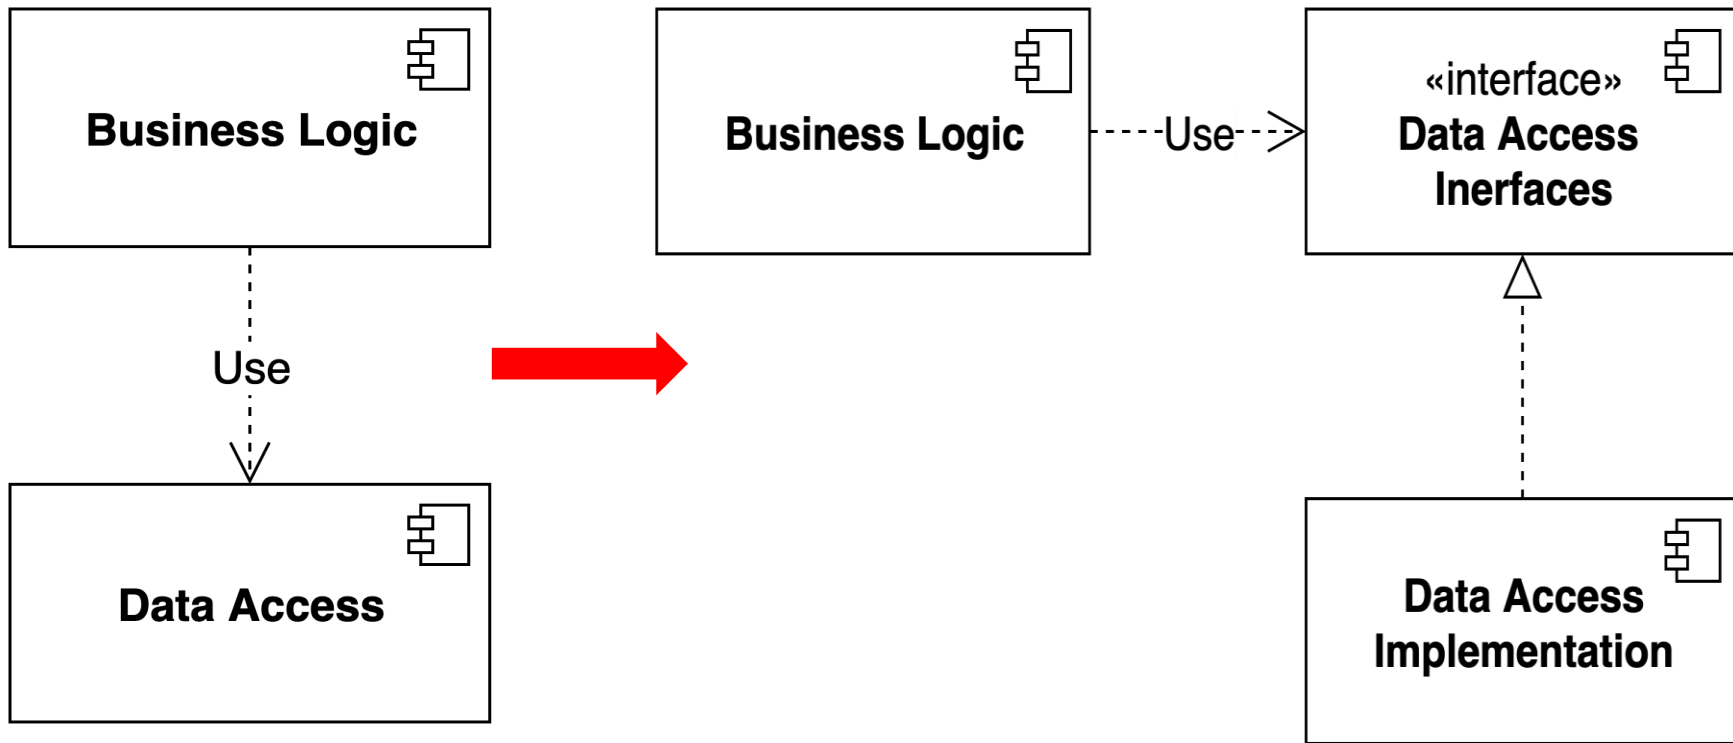 Business Logic
Use
Data Access
Business Logic
Use
«interface»
Data Access
Inerfaces
Data Access
Implementation